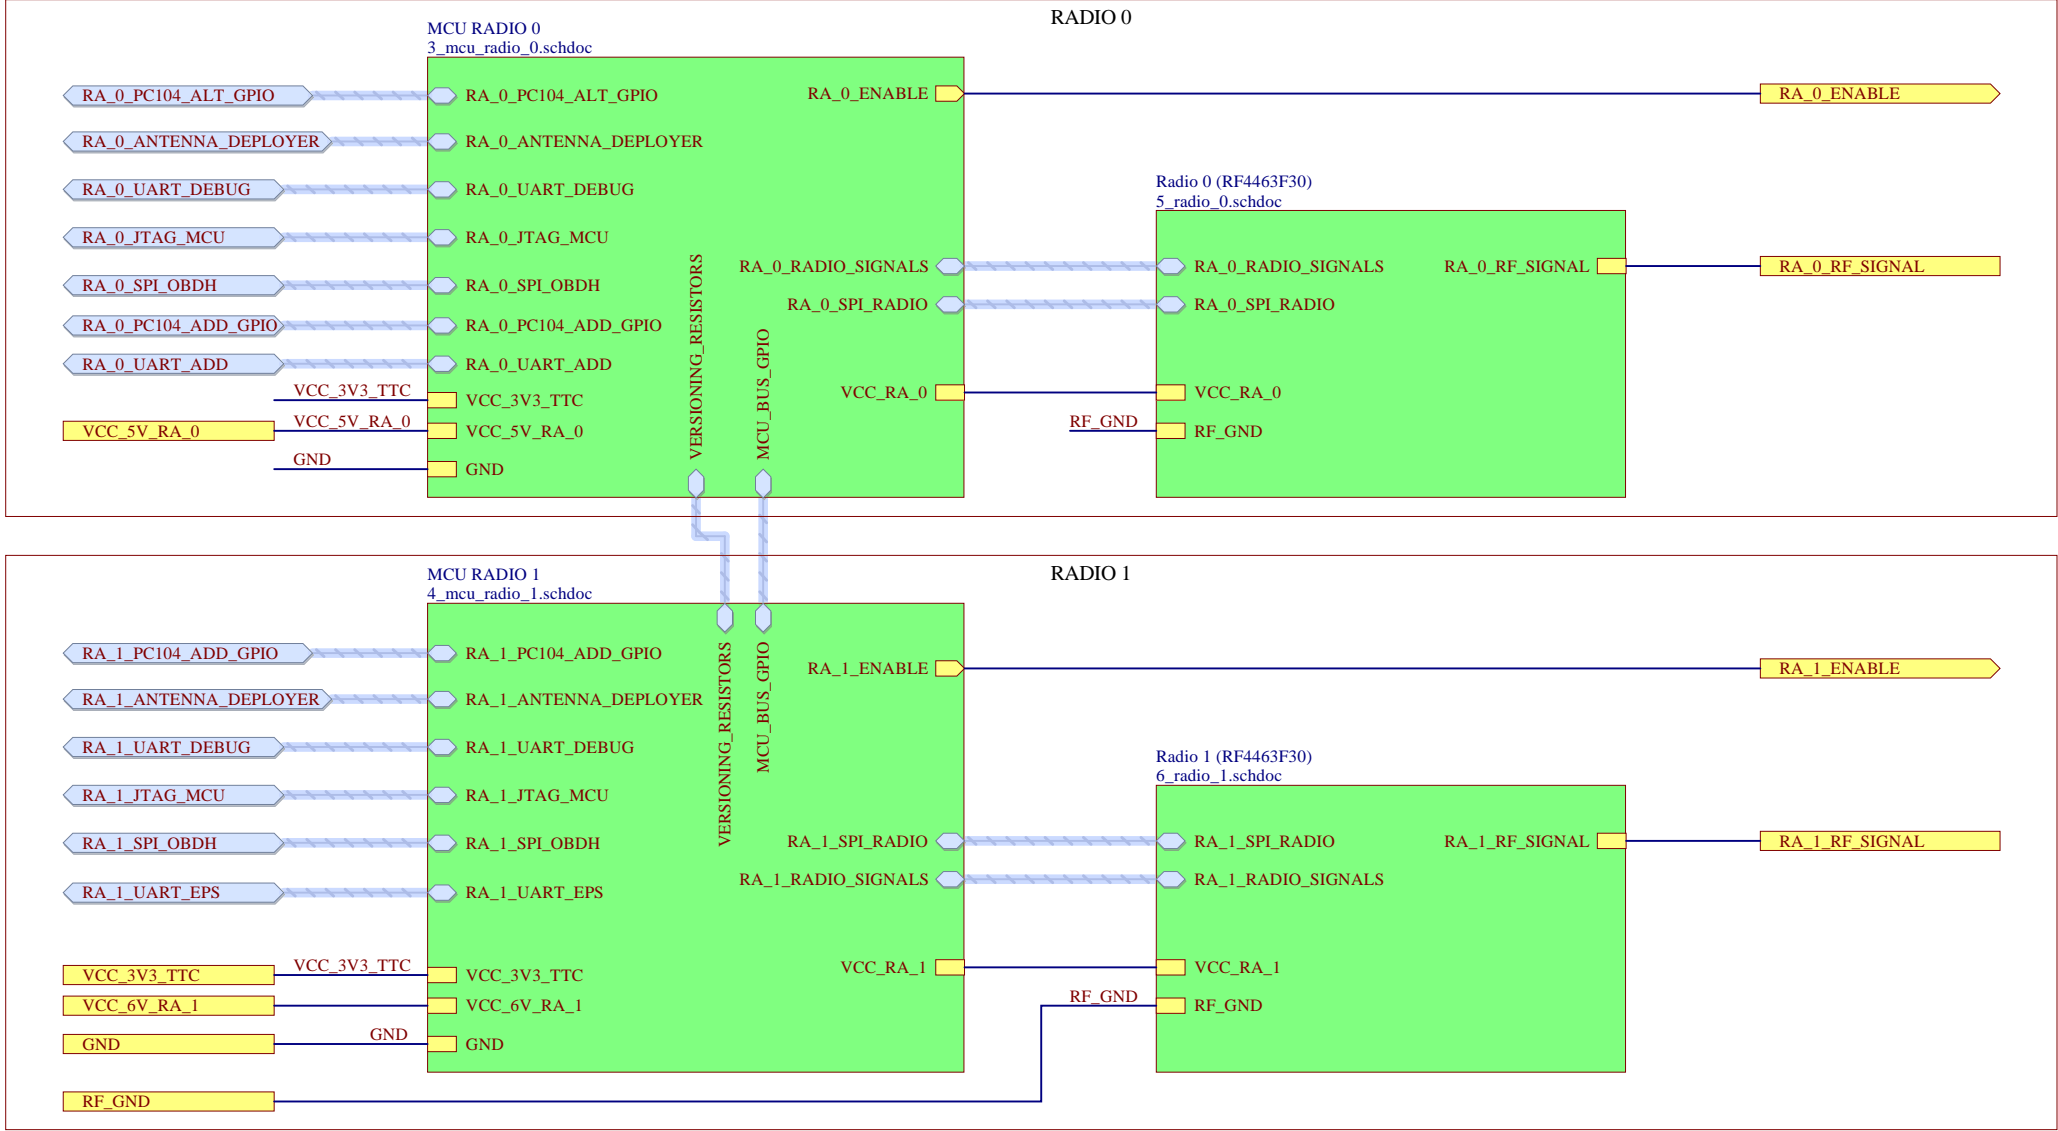 RADIO 0
MCU RADIO 0
3_mcu_radio_0.schdoc
RA_0_PC104_ALT_GPIO
RA_0_PC104_ALT_GPIO
RA_0_ENABLE
RA_0_ENABLE
RA_0_ANTENNA_DEPLOYER
RA_0_ANTENNA_DEPLOYER
RA_0_UART_DEBUG
RA_0_UART_DEBUG
Radio 0 (RF4463F30)
5_radio_0.schdoc
RA_0_JTAG_MCU
RA_0_JTAG_MCU
RA_0_RADIO_SIGNALS
RA_0_RADIO_SIGNALS
RA_0_RF_SIGNAL
RA_0_RF_SIGNAL
RA_0_SPI_OBDH
RA_0_SPI_OBDH
RA_0_SPI_RADIO
RA_0_SPI_RADIO
RA_0_PC104_ADD_GPIO
RA_0_PC104_ADD_GPIO
RA_0_UART_ADD
RA_0_UART_ADD
VERSIONING_RESISTORS
MCU_BUS_GPIO
VCC_3V3_TTC
VCC_3V3_TTC
VCC_RA_0
VCC_RA_0
VCC_5V_RA_0
VCC_5V_RA_0
VCC_5V_RA_0
RF_GND
RF_GND
GND
GND
RADIO 1
MCU RADIO 1
4_mcu_radio_1.schdoc
RA_1_PC104_ADD_GPIO
RA_1_PC104_ADD_GPIO
RA_1_ENABLE
RA_1_ENABLE
RA_1_ANTENNA_DEPLOYER
RA_1_ANTENNA_DEPLOYER
VERSIONING_RESISTORS
MCU_BUS_GPIO
RA_1_UART_DEBUG
RA_1_UART_DEBUG
Radio 1 (RF4463F30)
6_radio_1.schdoc
RA_1_JTAG_MCU
RA_1_JTAG_MCU
RA_1_SPI_OBDH
RA_1_SPI_OBDH
RA_1_SPI_RADIO
RA_1_SPI_RADIO
RA_1_RF_SIGNAL
RA_1_RF_SIGNAL
RA_1_UART_EPS
RA_1_UART_EPS
RA_1_RADIO_SIGNALS
RA_1_RADIO_SIGNALS
VCC_3V3_TTC
VCC_3V3_TTC
VCC_3V3_TTC
VCC_RA_1
VCC_RA_1
VCC_6V_RA_1
VCC_6V_RA_1
RF_GND
RF_GND
GND
GND
GND
RF_GND